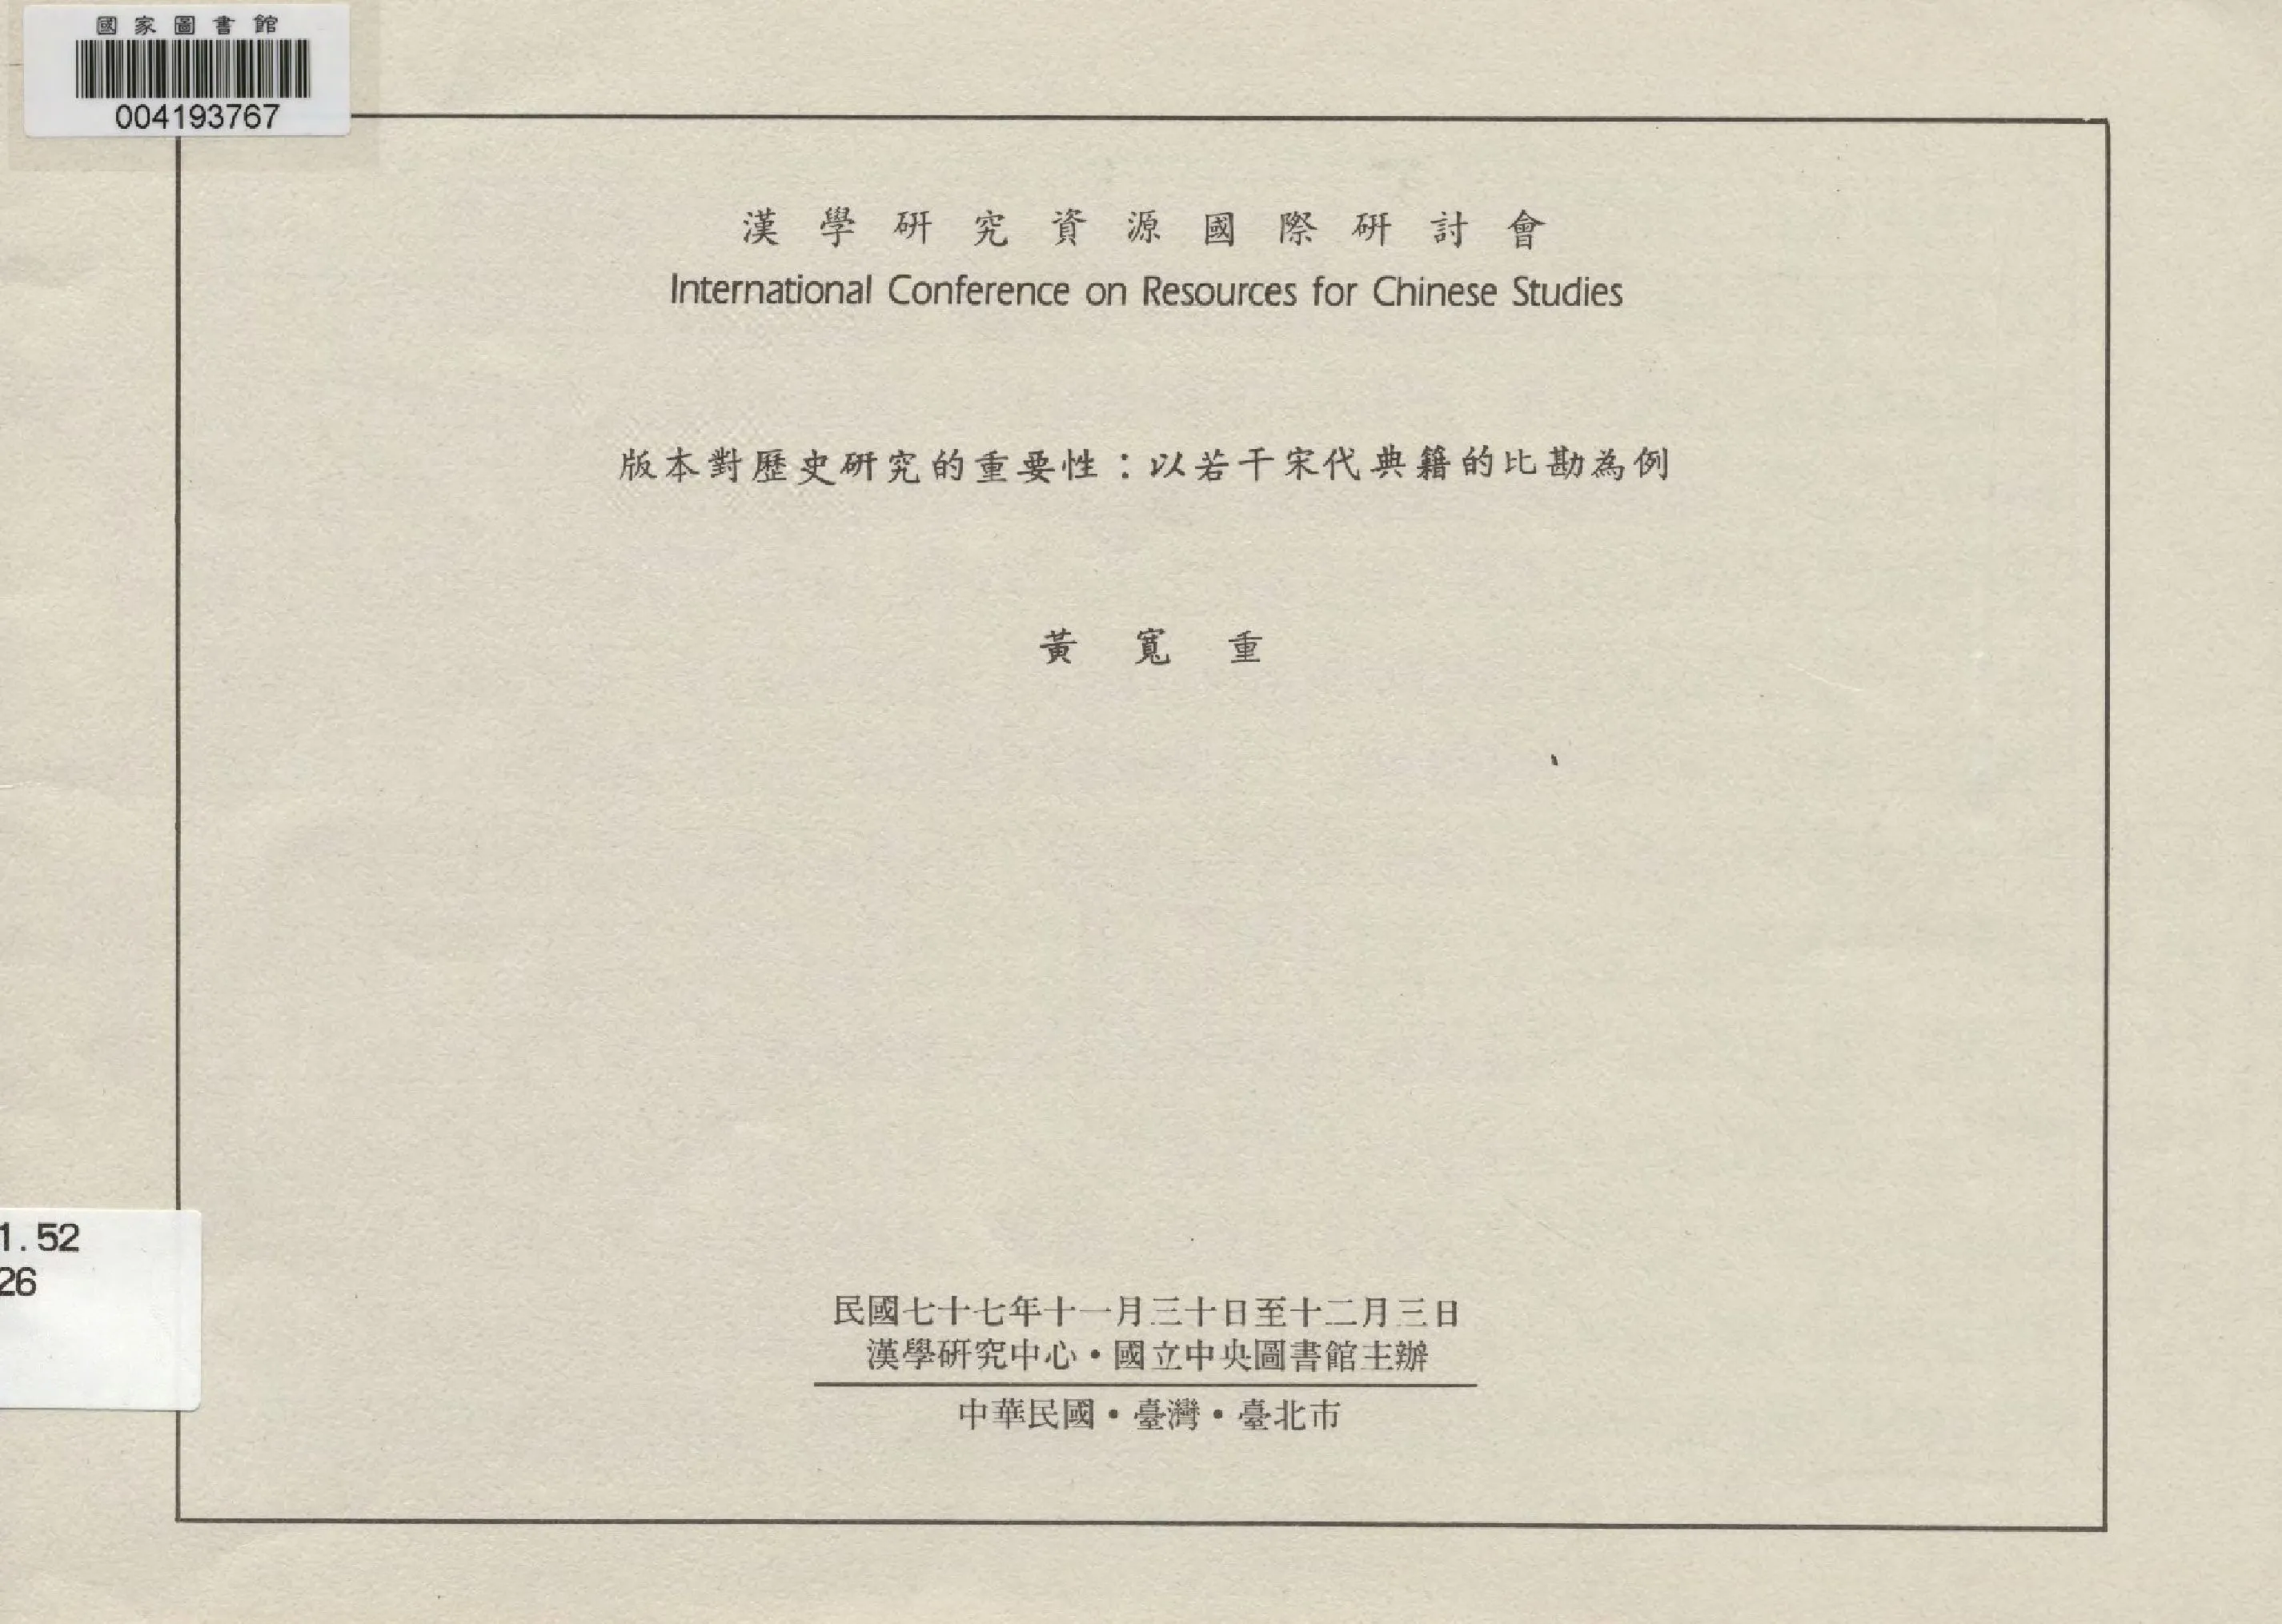 國家圖書館
004193767
漢學研究資源國際研討會
International Conference on Resources for Chinese Studies
版本對歷史研究的重要性：以若干宋代典籍的比勘為例
黃寬重
1.52
26
民國七十七年十一月三十日至十二月三日
漢學研究中心・國立中央圖書館主辦
中華民國・臺灣・臺北市